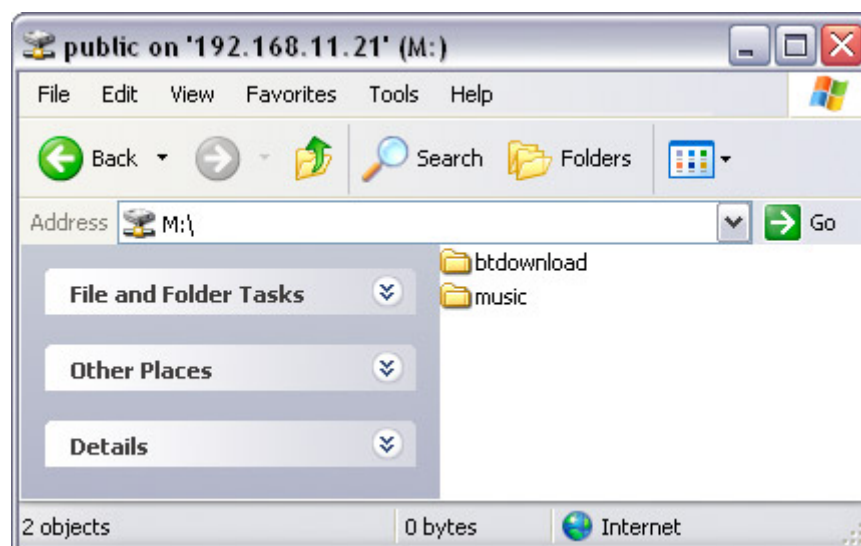 public on '192.168.11.21' (M:)
File Edit View Favorites Tools Help
Back Search Folders
Address M:\ Go
File and Folder Tasks
Other Places
Details
btdownload
music
2 objects 0 bytes Internet